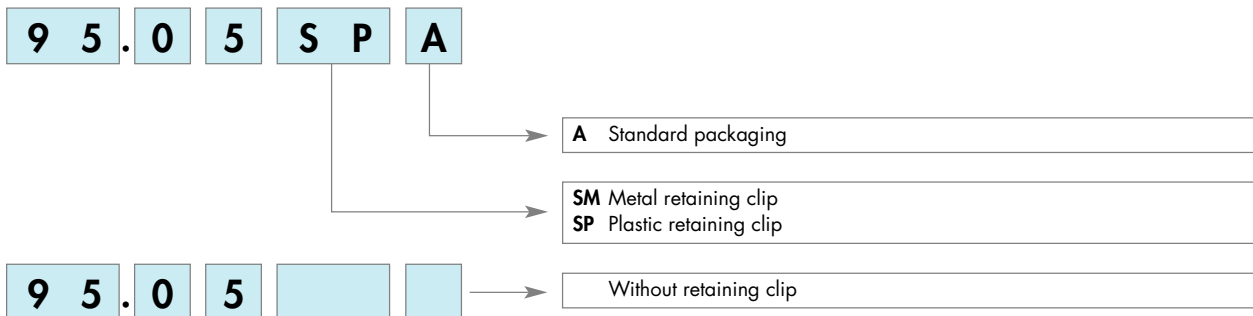 9 5.0 5 S P A
A Standard packaging
SM Metal retaining clip
SP Plastic retaining clip
9 5.0 5
Without retaining clip